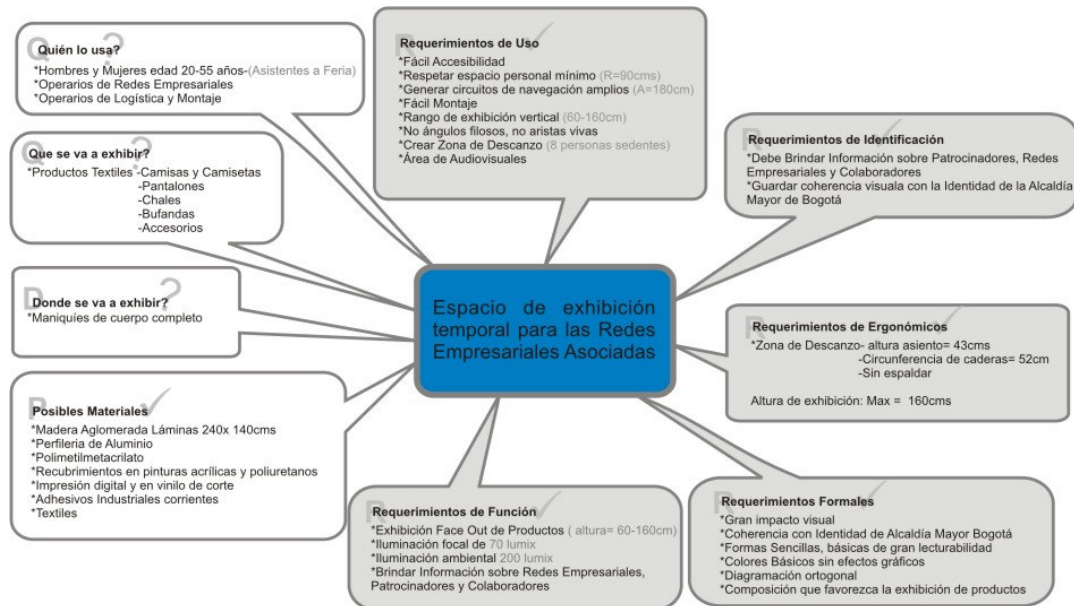 Quién lo usa?
*Hombres y Mujeres edad 20-55 años-(Asistentes a Feria)
*Operarios de Redes Empresariales
*Operarios de Logística y Montaje
Que se va a exhibir?
*Productos Textiles -Camisas y Camisetas
-Pantalones
-Chales
-Bufandas
-Accesorios
Donde se va a exhibir?
*Maniquíes de cuerpo completo
Posibles Materiales
*Madera Aglomerada Láminas 240x 140cms
*Perfileria de Aluminio
*Polimetilmetacrilato
*Recubrimientos en pinturas acrílicas y poliuretanos
*Impresión digital y en vinilo de corte
*Adhesivos Industriales corrientes
*Textiles
Requerimientos de Uso
*Fácil Accesibilidad
*Respetar espacio personal mínimo (R=90cms)
*Generar circuitos de navegación amplios (A=180cm)
*Fácil Montaje
*Rango de exhibición vertical (60-160cm)
*No ángulos filosos, no aristas vivas
*Crear Zona de Descanzo (8 personas sedentes)
*Área de Audiovisuales
Espacio de exhibición
temporal para las Redes
Empresariales Asociadas
Requerimientos de Función
*Exhibición Face Out de Productos ( altura= 60-160cm)
*Iluminación focal de 70 lumix
*Iluminación ambiental 200 lumix
*Brindar Información sobre Redes Empresariales,
Patrocinadores y Colaboradores
Requerimientos de Identificación
*Debe Brindar Información sobre Patrocinadores, Redes
Empresariales y Colaboradores
*Guardar coherencia visuala con la Identidad de la Alcaldía
Mayor de Bogotá
Requerimientos de Ergonómicos
*Zona de Descanzo- altura asiento= 43cms
-Circunferencia de caderas= 52cm
-Sin espaldar
Altura de exhibición: Max = 160cms
Requerimientos Formales
*Gran impacto visual
*Coherencia con Identidad de Alcaldía Mayor Bogotá
*Formas Sencillas, básicas de gran lecturabilidad
*Colores Básicos sin efectos gráficos
*Diagramación ortogonal
*Composición que favorezca la exhibición de productos